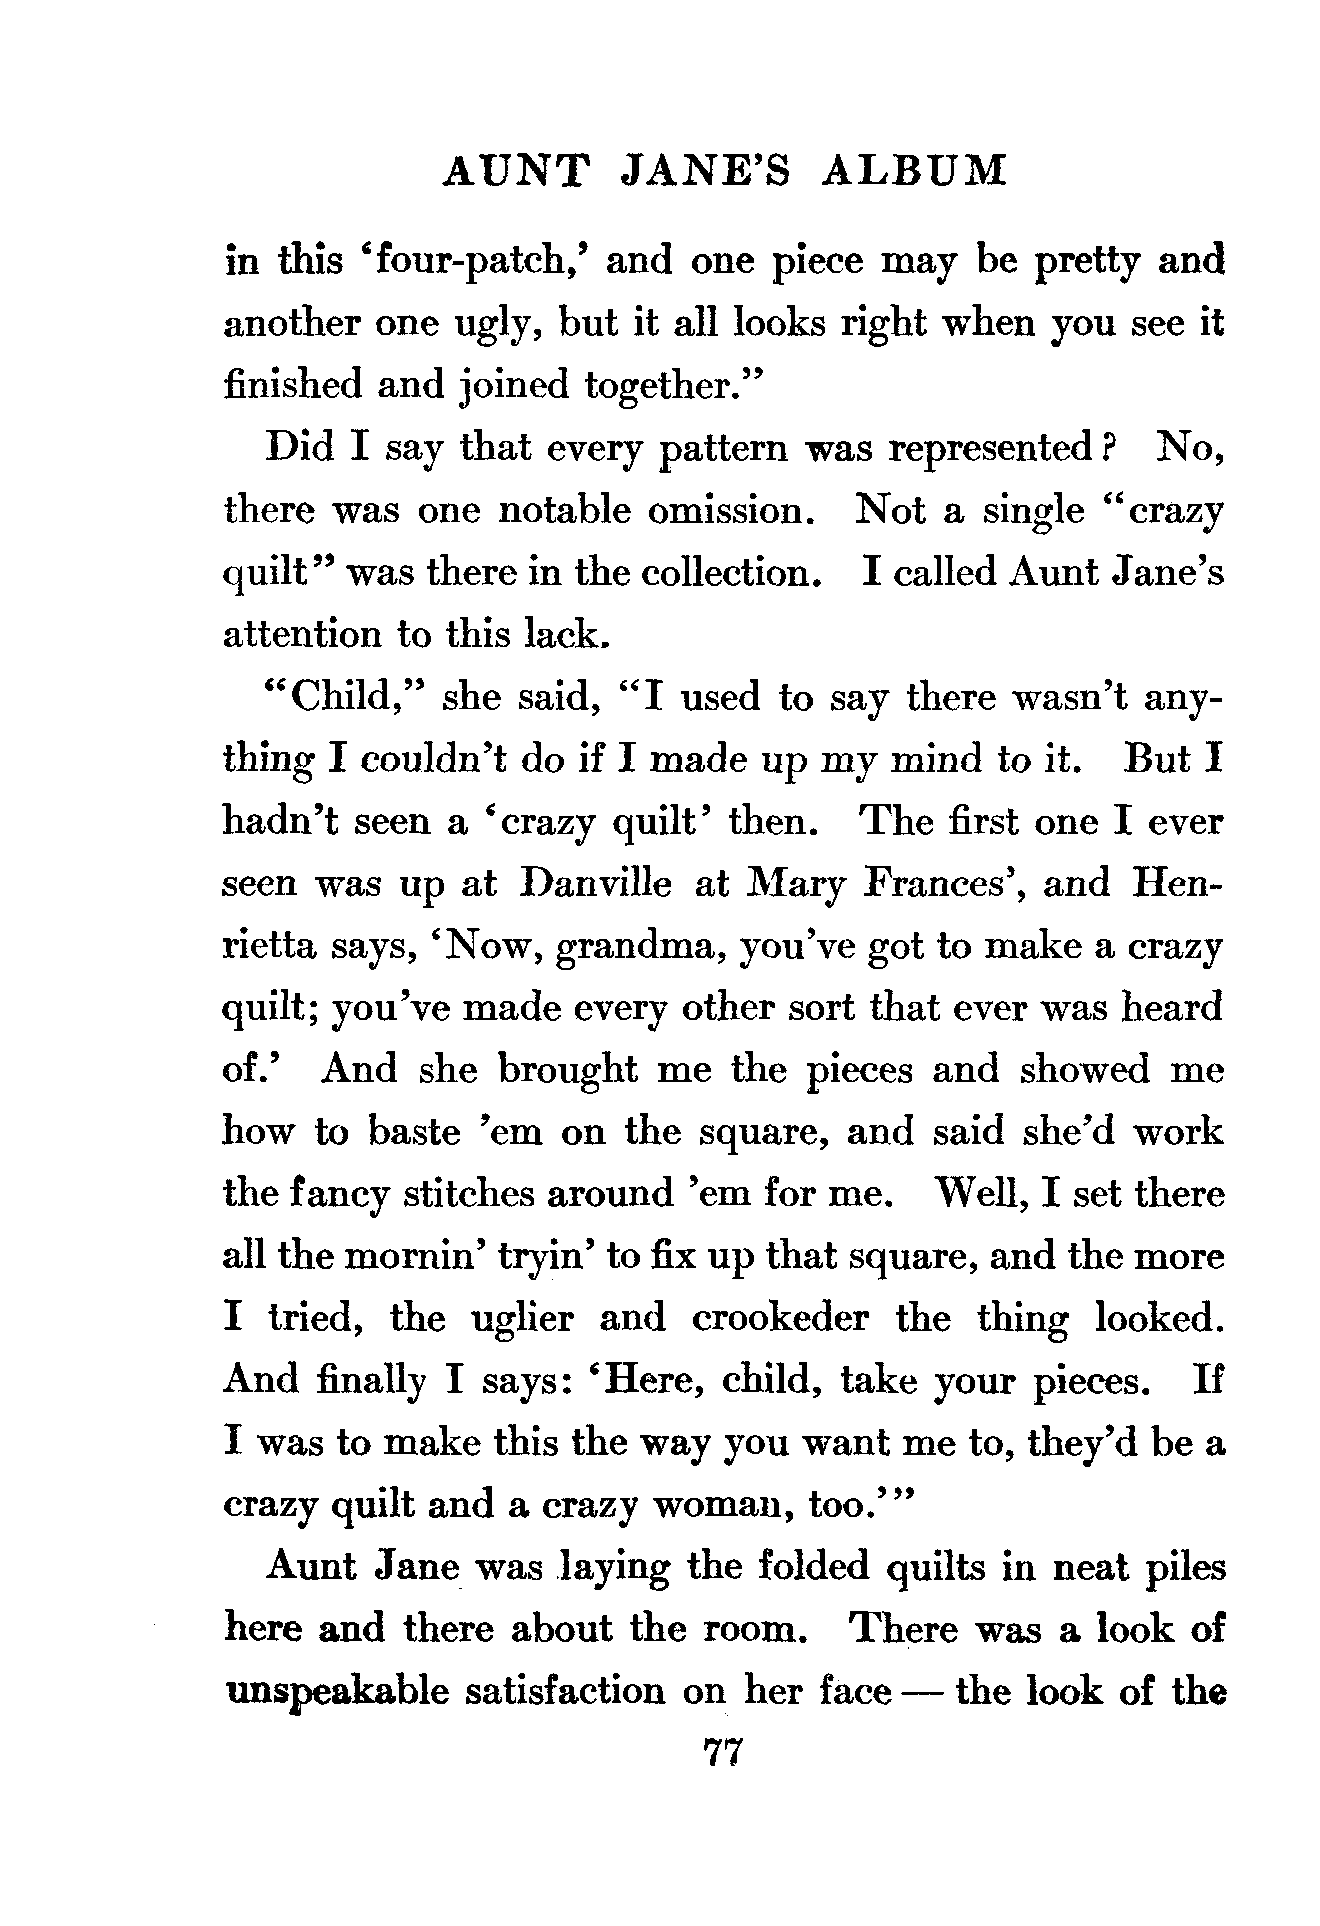 AUNT JANE'S ALBUM
in this ‘four-patch,’ and one piece may be pretty and
another one ugly, but it all looks right when you see it
finished and joined together.”
Did I say that every pattern was represented? No,
there was one notable omission. Not a single “crazy
quilt” was there in the collection. I called Aunt Jane’s
attention to this lack.
“Child,” she said, “I used to say there wasn’t any-
thing I couldn’t do if I made up my mind to it. But I
hadn’t seen a ‘crazy quilt’ then. The first one I ever
seen was up at Danville at Mary Frances’, and Hen-
rietta says, ‘Now, grandma, you’ve got to make a crazy
quilt; you’ve made every other sort that ever was heard
of.’ And she brought me the pieces and showed me
how to baste ’em on the square, and said she’d work
the fancy stitches around ’em for me. Well, I set there
all the mornin’ tryin’ to fix up that square, and the more
I tried, the uglier and crookeder the thing looked.
And finally I says: ‘Here, child, take your pieces. If
I was to make this the way you want me to, they’d be a
crazy quilt and a crazy woman, too.’”
Aunt Jane was laying the folded quilts in neat piles
here and there about the room. There was a look of
unspeakable satisfaction on her face — the look of the
77